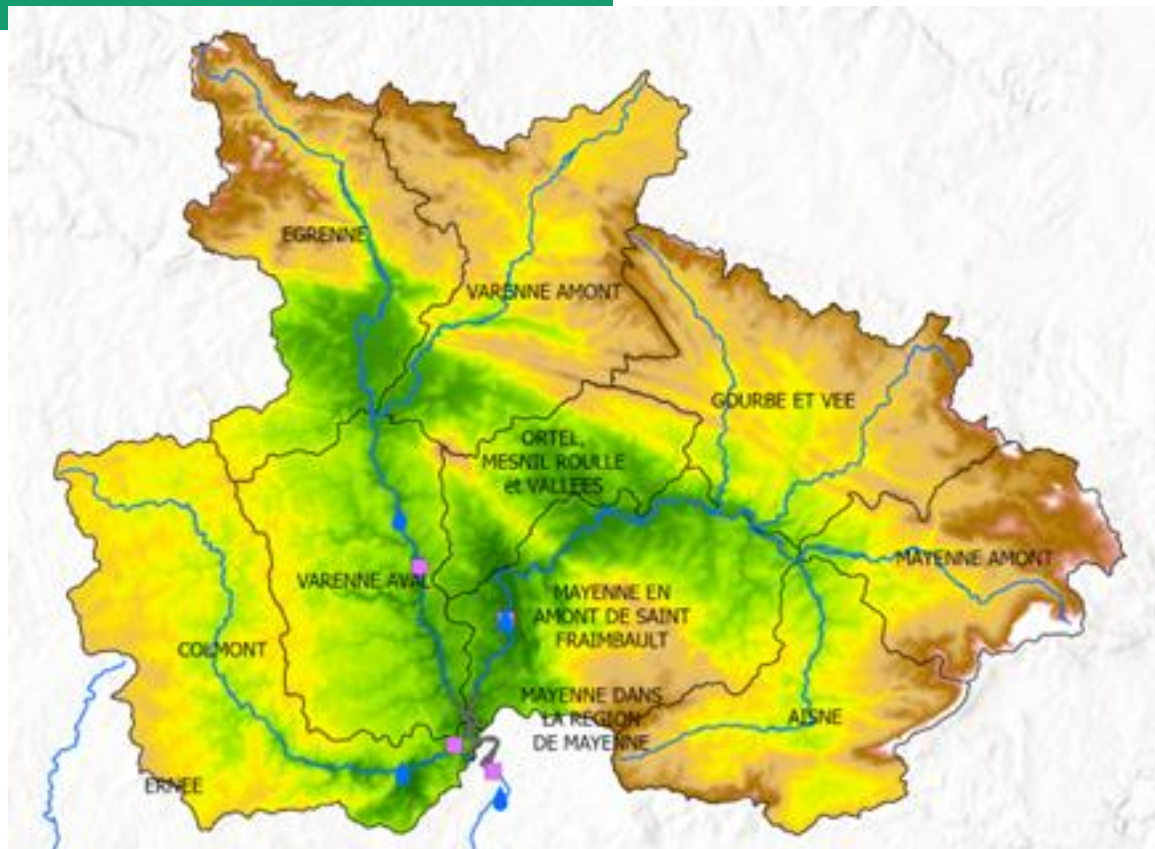 EGRENNE
VARENNE AMONT
GOURBE ET VEE
ORTEL,
MESNIL ROULLE
et VALLEES
MAYENNE AMONT
VARENNE AVAL
MAYENNE EN
AMONT DE SAINT
FRAIMBAULT
COLMONT
MAYENNE DANS
LA REGION
DE MAYENNE
AISNE
ERNEE